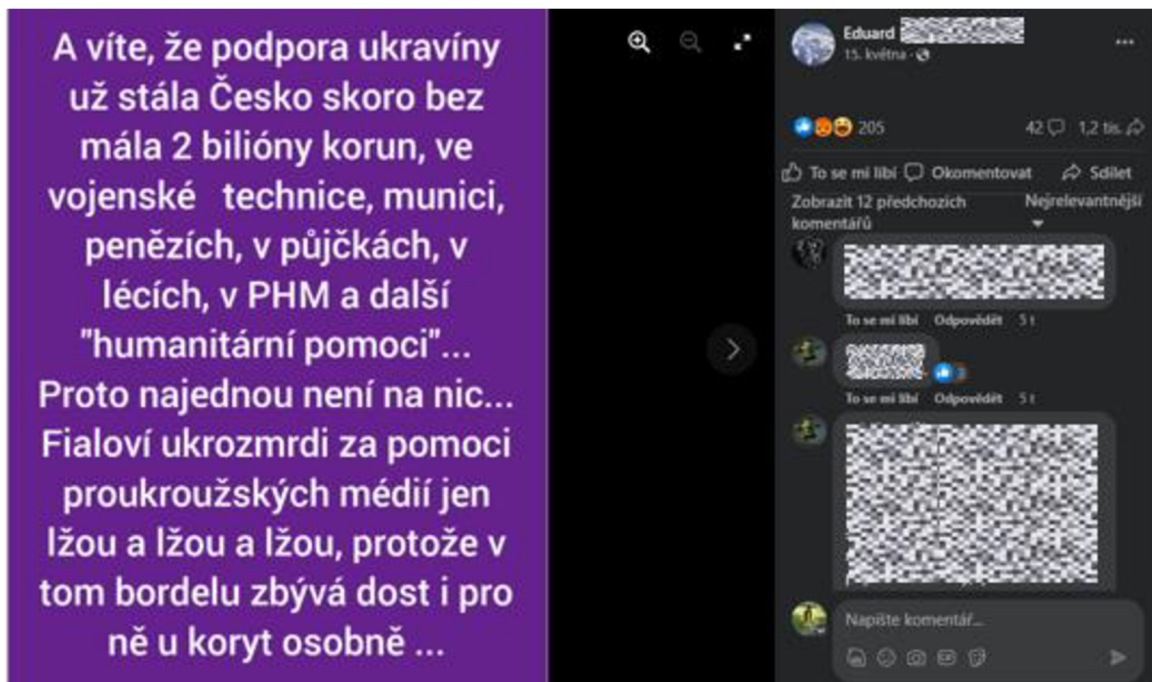 A víte, že podpora ukravíny
už stála Česko skoro bez
mála 2 bilióny korun, ve
vojenské technice, munici,
penězích, v půjčkách, v
lécích, v PHM a další
"humanitární pomoci"...
Proto najednou není na nic...
Fialoví ukrozmrdi za pomoci
proukroužských médií jen
lžou a lžou a lžou, protože v
tom bordelu zbývá dost i pro
ně u koryt osobně ...
Eduard
15. května
205
42
1,2 tis.
To se mi líbí
Okomentovat
Sdílet
Zobrazit 12 předchozích
komentářů
Nejrelevantnější
To se mi líbí Odpovědět 5 t
3
To se mi líbí Odpovědět 5 t
Napište komentář...